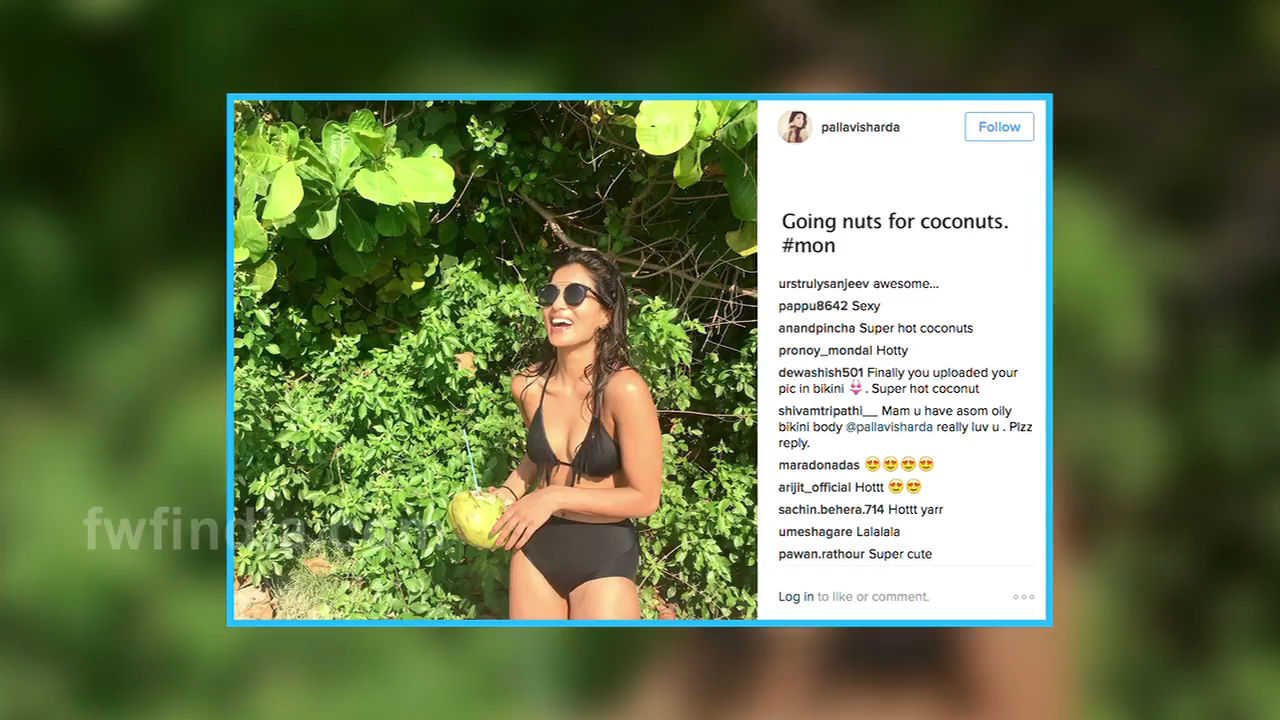 pallavisharda
Follow
Going nuts for coconuts.
#mon
urstrulysanjeev awesome...
pappu8642 Sexy
anandpincha Super hot coconuts
pronoy_mondal Hotty
dewashish501 Finally you uploaded your
pic in bikini 👙. Super hot coconut
shivamtripathi__ Mam u have asom oily
bikini body @pallavisharda really luv u . Plzz
reply.
maradonadas 😍😍😍😍
arijit_official Hottt 😍😍
sachin.behera.714 Hottt yarr
umeshagare Lalalala
pawan.rathour Super cute
Log in to like or comment.
fwfindia.com